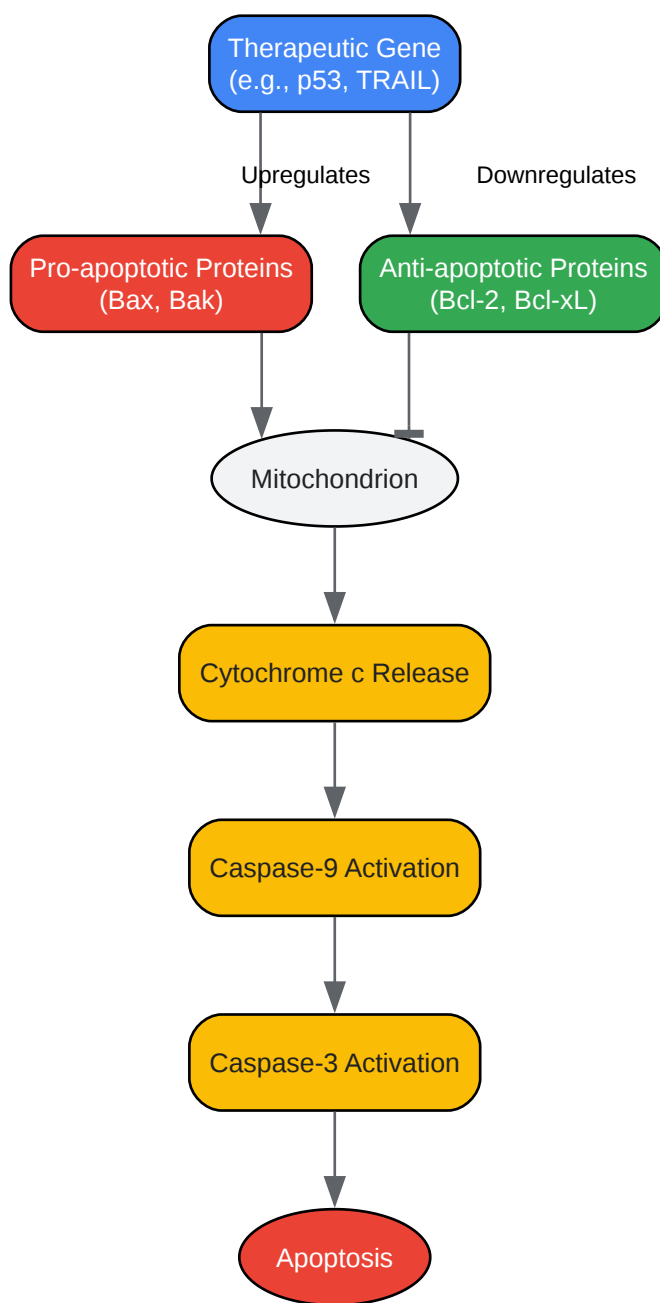 Therapeutic Gene
(e.g., p53, TRAIL)
Upregulates
Downregulates
Pro-apoptotic Proteins
(Bax, Bak)
Anti-apoptotic Proteins
(Bcl-2, Bcl-xL)
Mitochondrion
Cytochrome c Release
Caspase-9 Activation
Caspase-3 Activation
Apoptosis